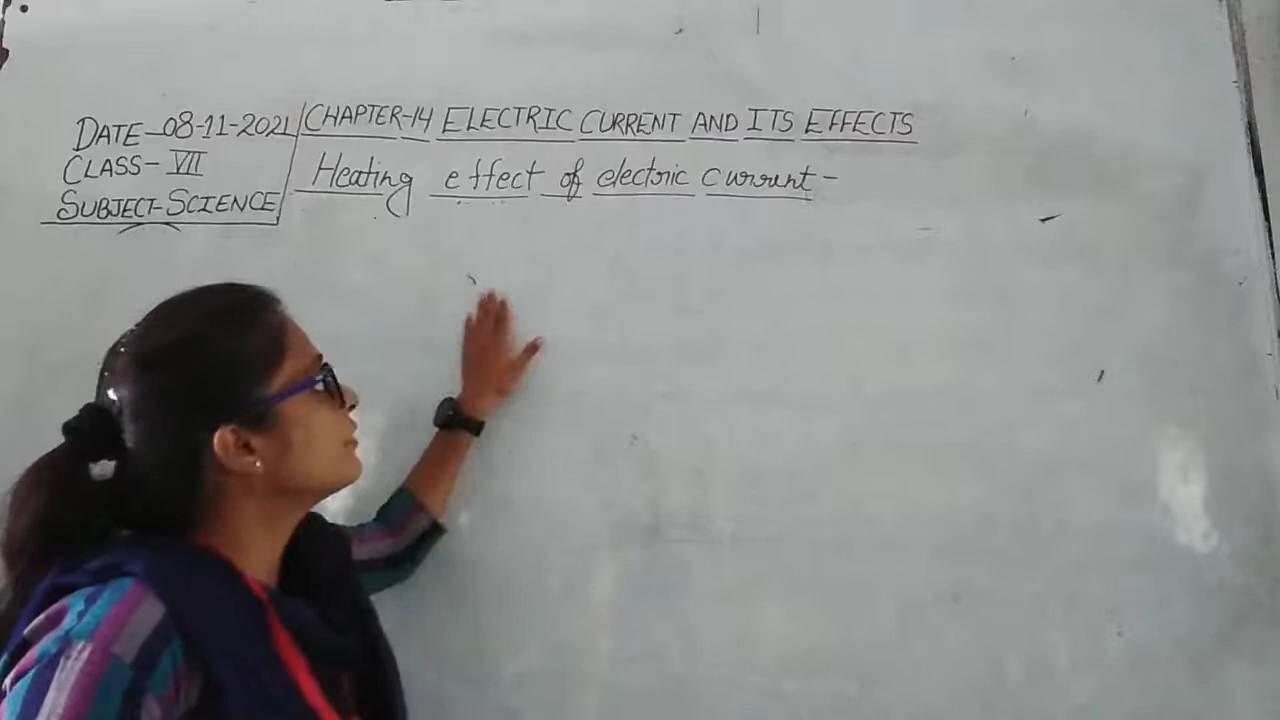 DATE-08-11-2021
CLASS-VII
SUBJECT-SCIENCE
CHAPTER-14 ELECTRIC CURRENT AND ITS EFFECTS
Heating effect of electric current-